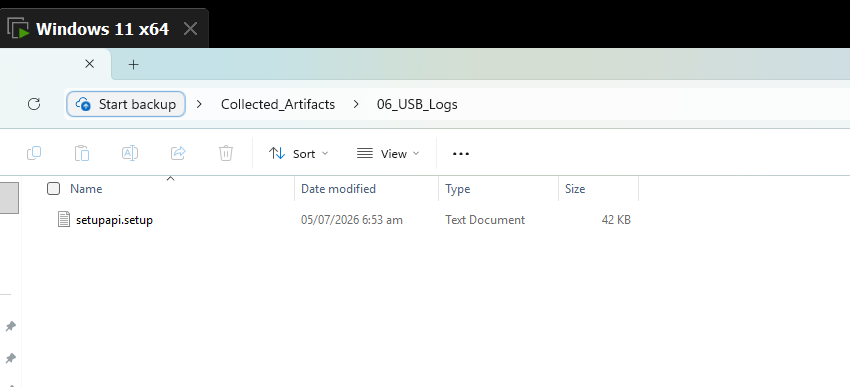 Windows 11 x64
Start backup > Collected_Artifacts > 06_USB_Logs
Sort View ...
Name Date modified Type Size
setupapi.setup 05/07/2026 6:53 am Text Document 42 KB